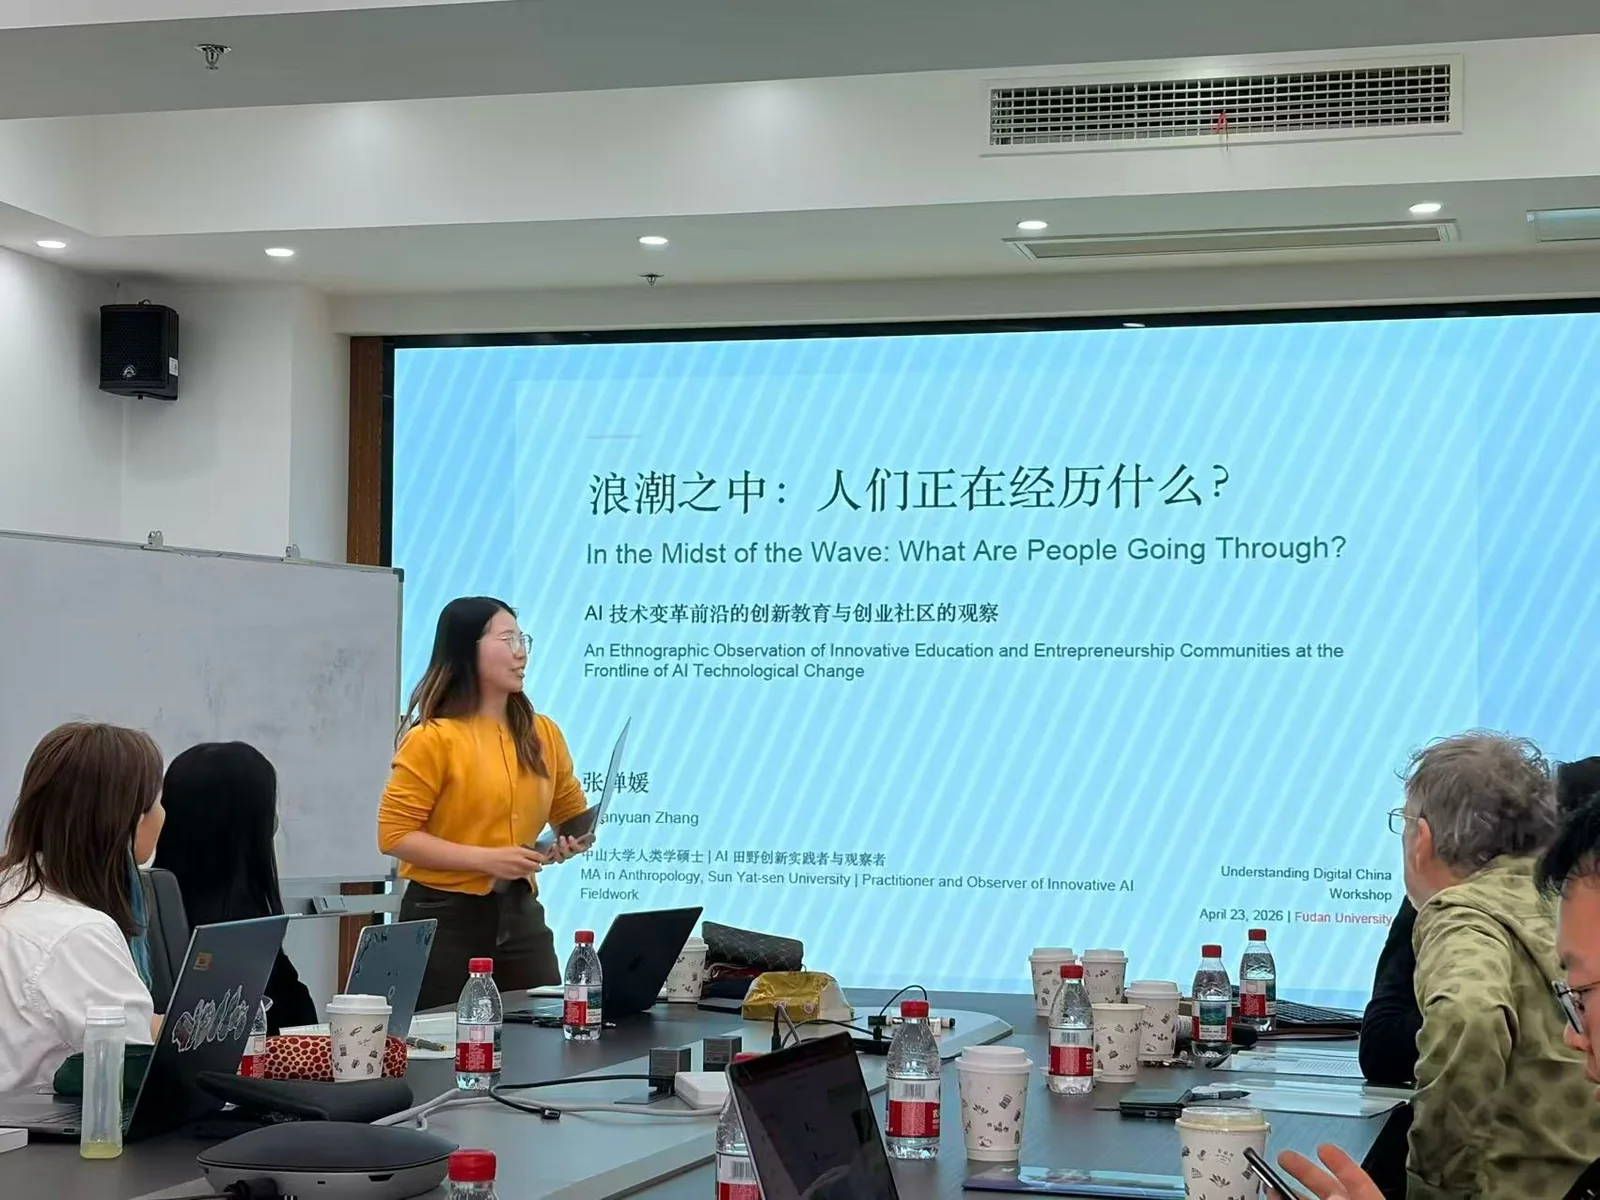 浪潮之中：人们正在经历什么？
In the Midst of the Wave: What Are People Going Through?
AI 技术变革前沿的创新教育与创业社区的观察
An Ethnographic Observation of Innovative Education and Entrepreneurship Communities at the
Frontline of AI Technological Change
张 婵媛
anyuan Zhang
中山大学人类学硕士 | AI 田野创新实践者与观察者
MA in Anthropology, Sun Yat-sen University | Practitioner and Observer of Innovative AI
Fieldwork
Understanding Digital China
Workshop
April 23, 2026 | Fudan University